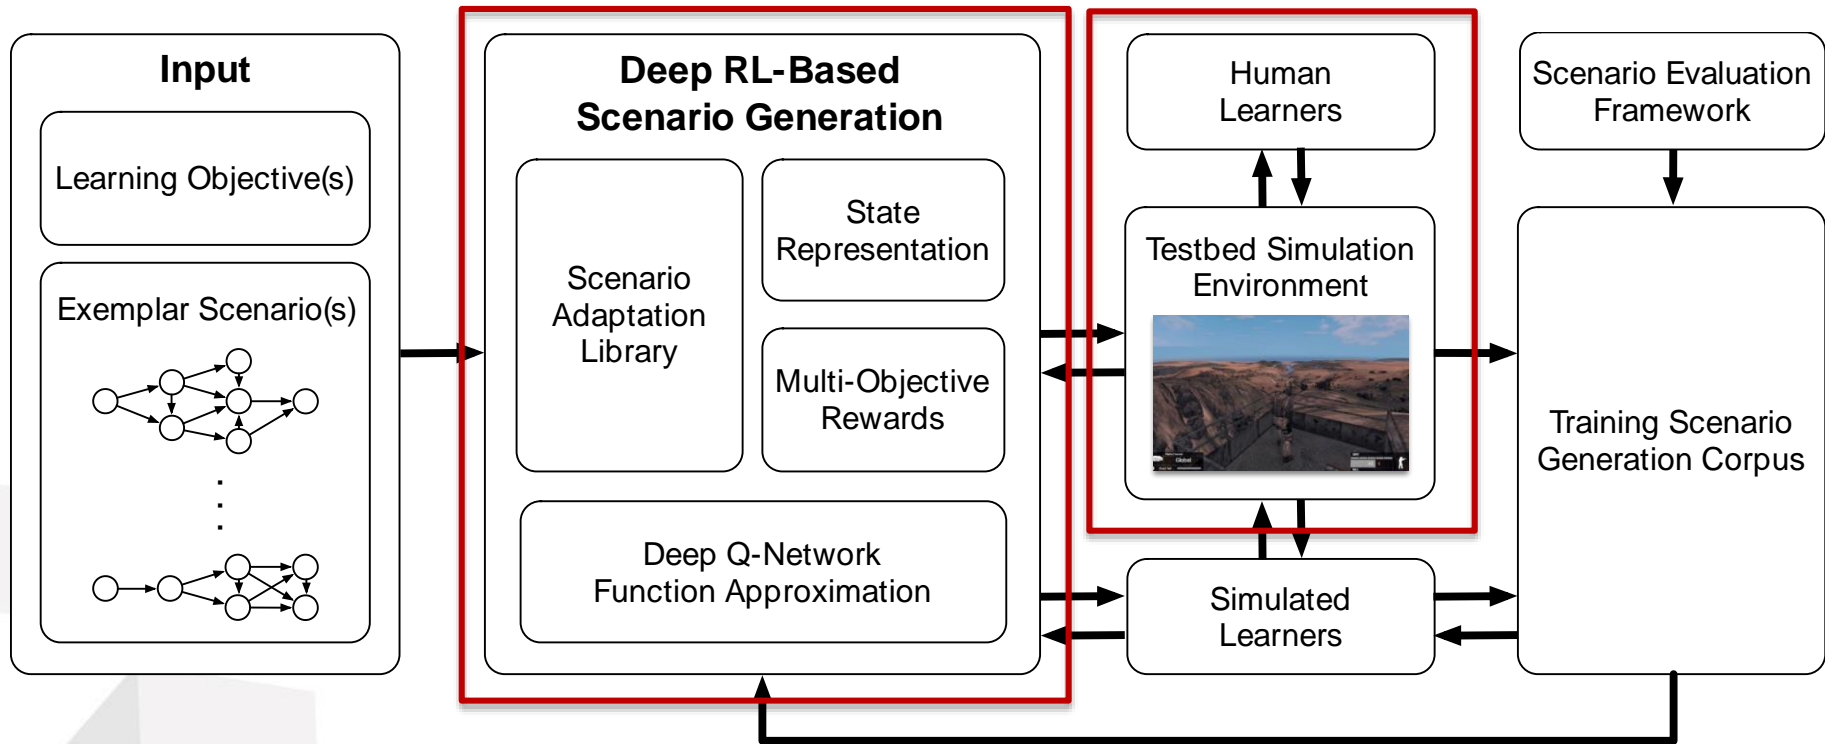 Input
Learning Objective(s)
Exemplar Scenario(s)
Deep RL-Based
Scenario Generation
Scenario
Adaptation
Library
State
Representation
Multi-Objective
Rewards
Deep Q-Network
Function Approximation
Human
Learners
Testbed Simulation
Environment
Global
Simulated
Learners
Scenario Evaluation
Framework
Training Scenario
Generation Corpus